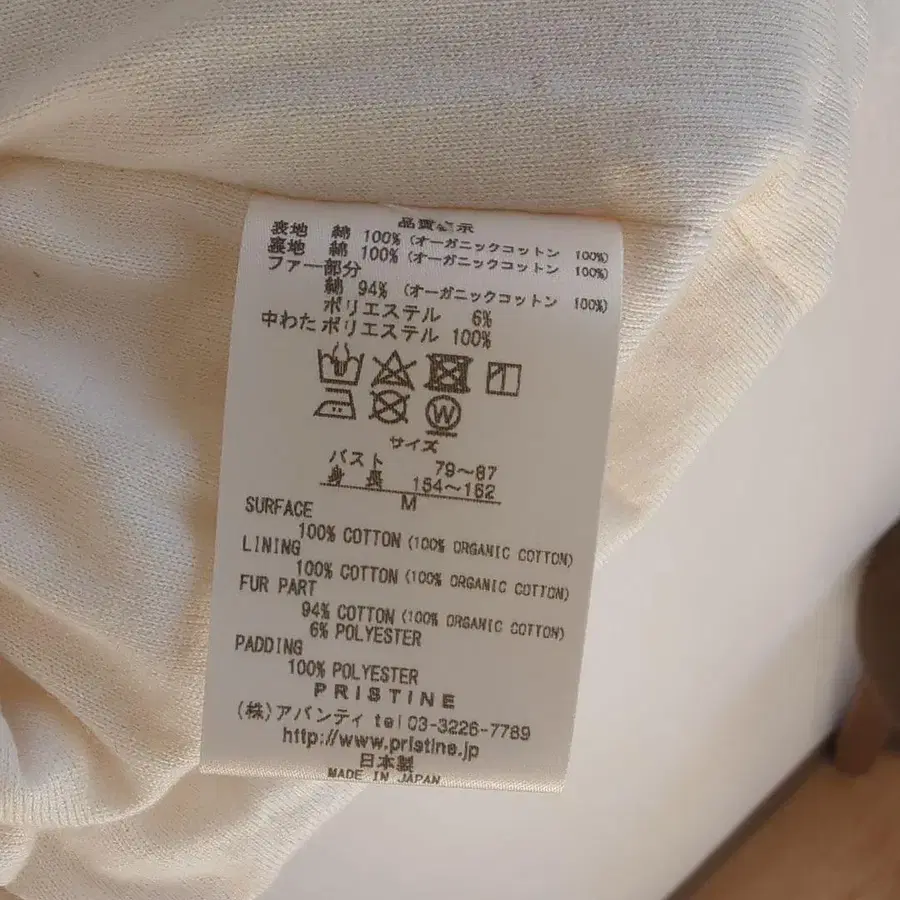 品質表示
表地 綿 100% (オーガニックコットン 100%)
裏地 綿 100% (オーガニックコットン 100%)
ファー部分
綿 94% (オーガニックコットン 100%)
ポリエステル 6%
中わた ポリエステル 100%
W
サイズ
バスト 79～87
身長 154～162
M
SURFACE
100% COTTON (100% ORGANIC COTTON)
LINING
100% COTTON (100% ORGANIC COTTON)
FUR PART
94% COTTON (100% ORGANIC COTTON)
6% POLYESTER
PADDING
100% POLYESTER
PRISTINE
(株)アバンティ tel 03-3226-7789
http://www.pristine.jp
日本製
MADE IN JAPAN